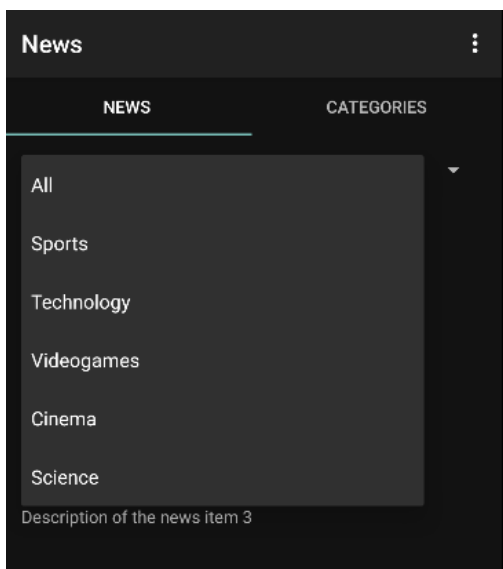 News
NEWS CATEGORIES
All
Sports
Technology
Videogames
Cinema
Science
Description of the news item 3